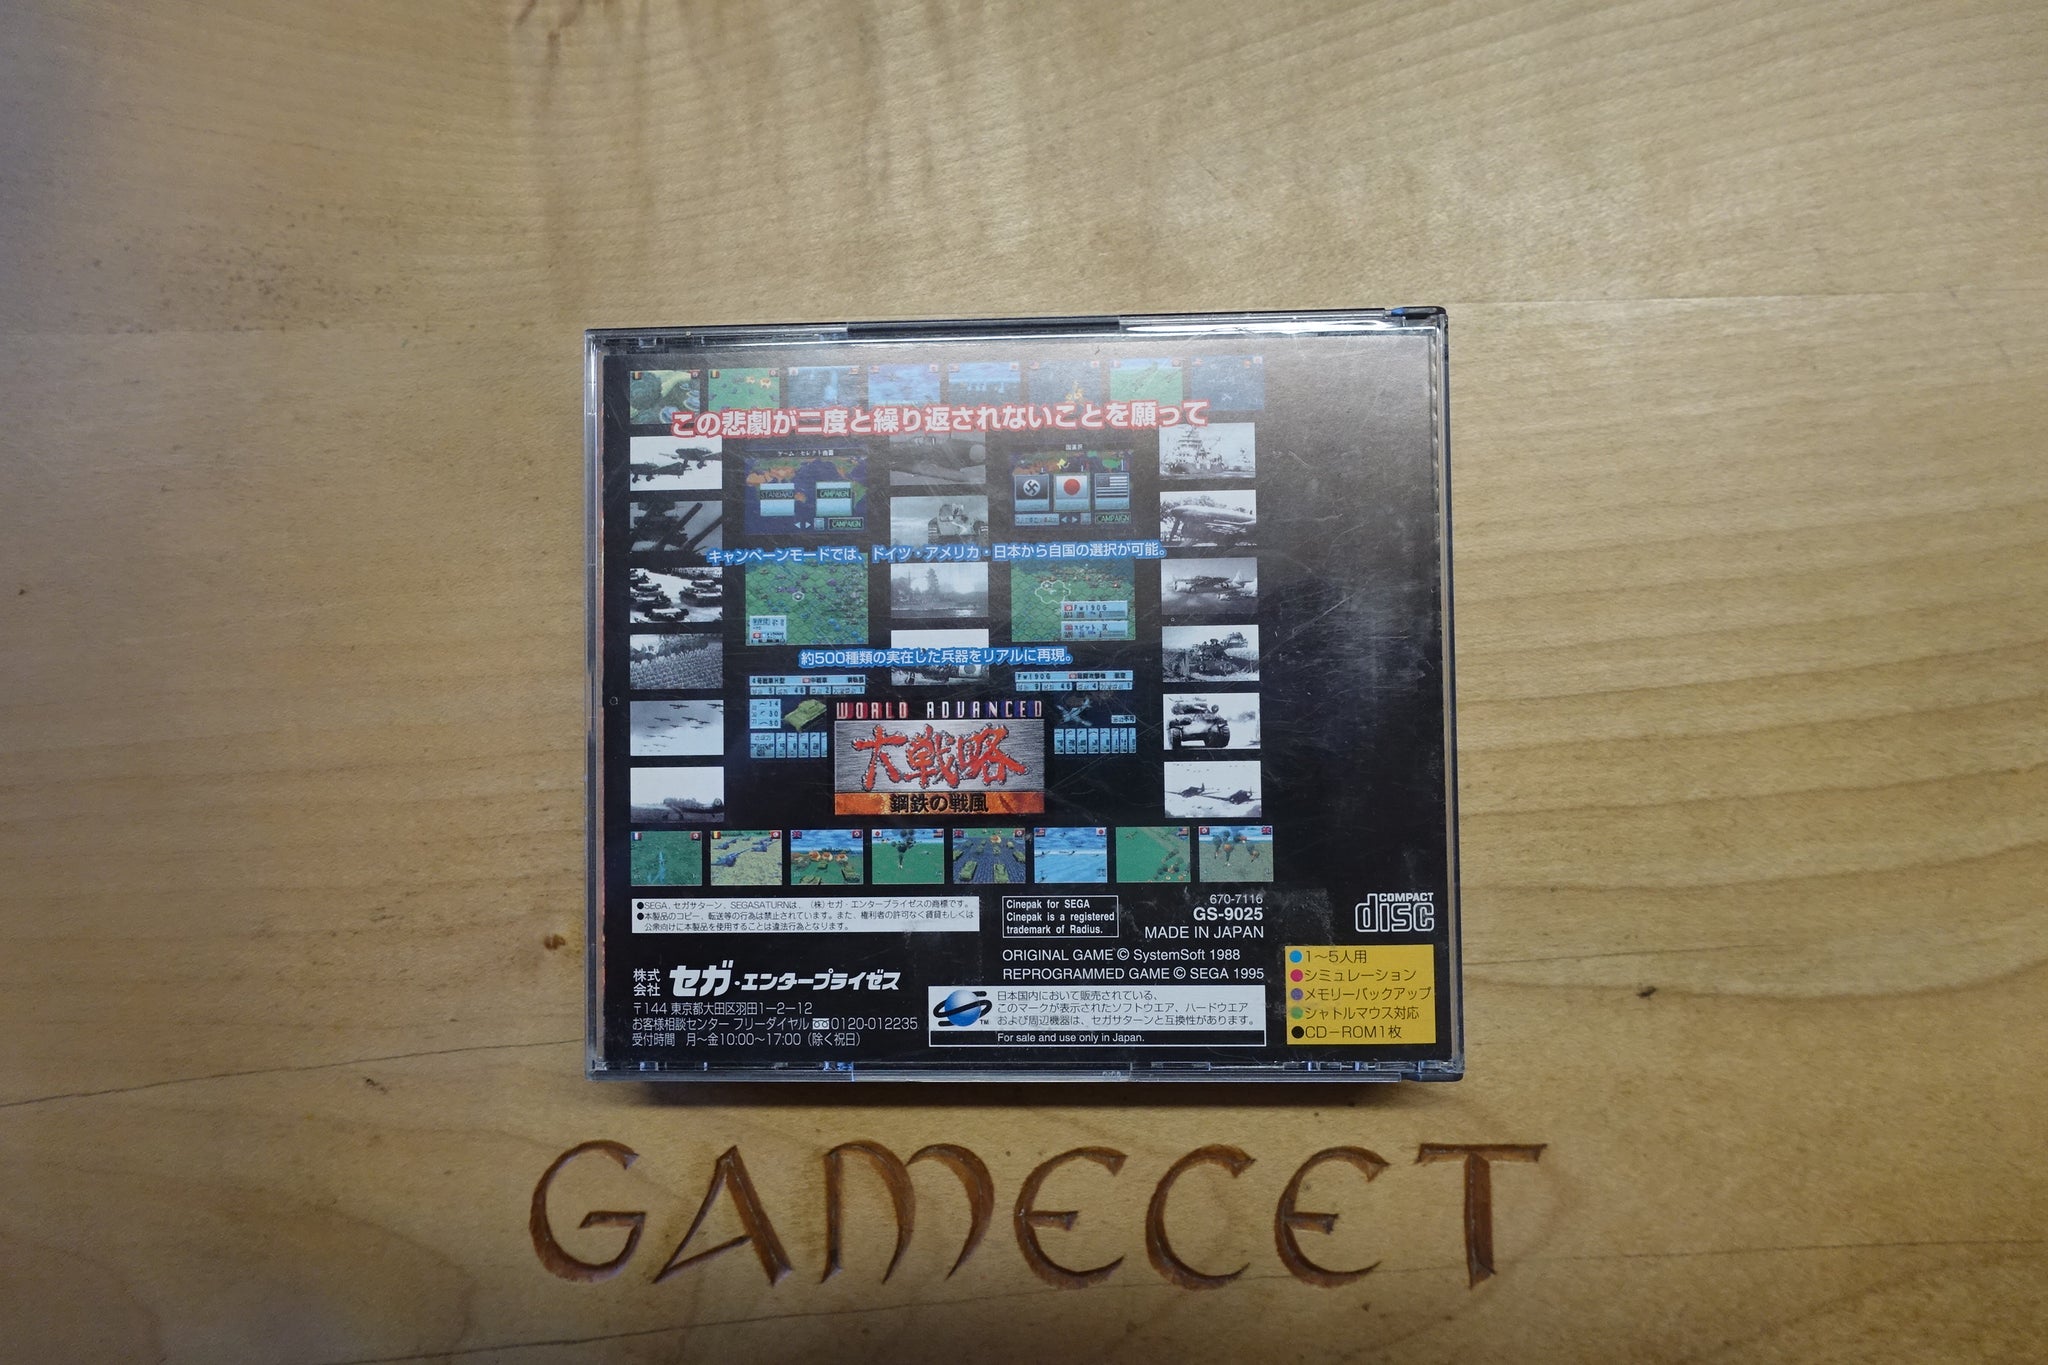 この悲劇が二度と繰り返されないことを願って
ゲーム セレクト画面
国選択
STANDARD
CAMPAIGN
CAMPAIGN
CAMPAIGN
キャンペーンモードでは、ドイツ・アメリカ・日本から自国の選択が可能。
Fw190G
約500種類の実在した兵器をリアルに再現。
Fw190G
WORLD ADVANCED
大戦略
鋼鉄の戦風
●SEGA、セガサターン、SEGASATURNは、(株)セガ・エンタープライゼスの商標です。
●本製品のコピー、転送等の行為は禁止されています。また、権利者の許可なく賃貸もしくは
公衆向けに本製品を使用することは違法行為となります。
Cinepak for SEGA
Cinepak is a registered
trademark of Radius.
670-7116
GS-9025
MADE IN JAPAN
COMPACT
disc
ORIGINAL GAME © SystemSoft 1988
REPROGRAMMED GAME © SEGA 1995
株式会社 セガ・エンタープライゼス
〒144 東京都大田区羽田1-2-12
お客様相談センター フリーダイヤル 0120-012235
受付時間 月~金10:00~17:00(除く祝日)
TM
日本国内において販売されている、
このマークが表示されたソフトウエア、ハードウエア
および周辺機器は、セガサターンと互換性があります。
For sale and use only in Japan.
●1~5人用
●シミュレーション
●メモリーバックアップ
●シャトルマウス対応
●CD-ROM1枚
GAMECET